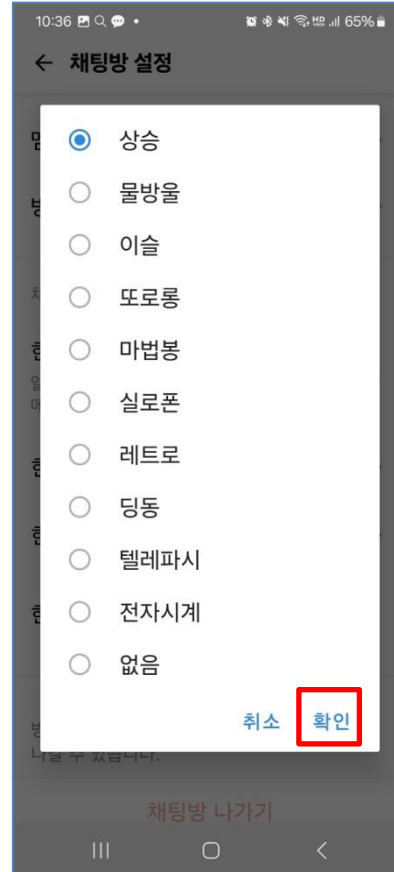 10:36 65%
채팅방 설정
상승
물방울
이슬
또로롱
마법봉
실로폰
레트로
딩동
텔레파시
전자시계
없음
취소 확인
나갈 수 있습니다.
채팅방 나가기